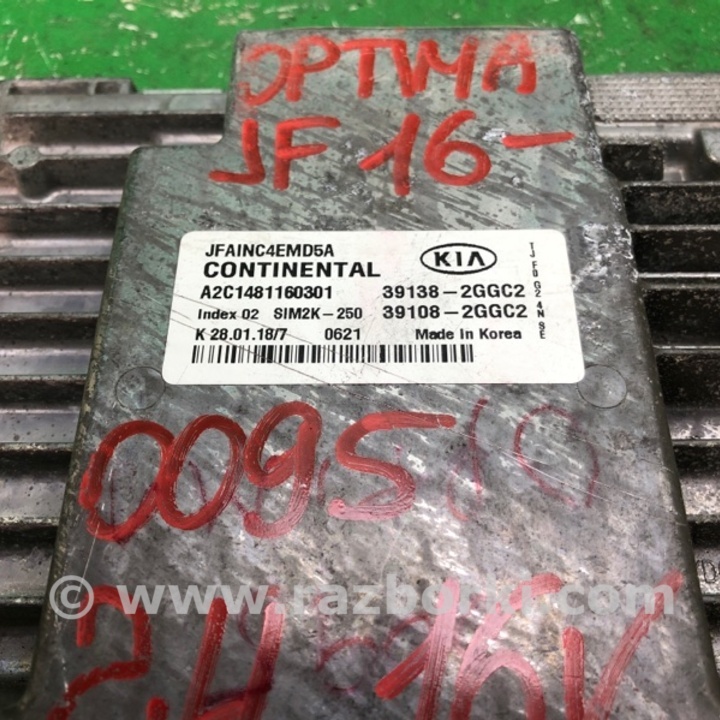 OPTIMA
JF 16-
JFAINC4EMD5A
CONTINENTAL
KIA
A2C1481160301 39138-2GGC2
Index 02 SIM2K-250 39108-2GGC2
K 28.01.18/7 0621 Made in Korea
0095
© www.razborki.com
2.4 16V